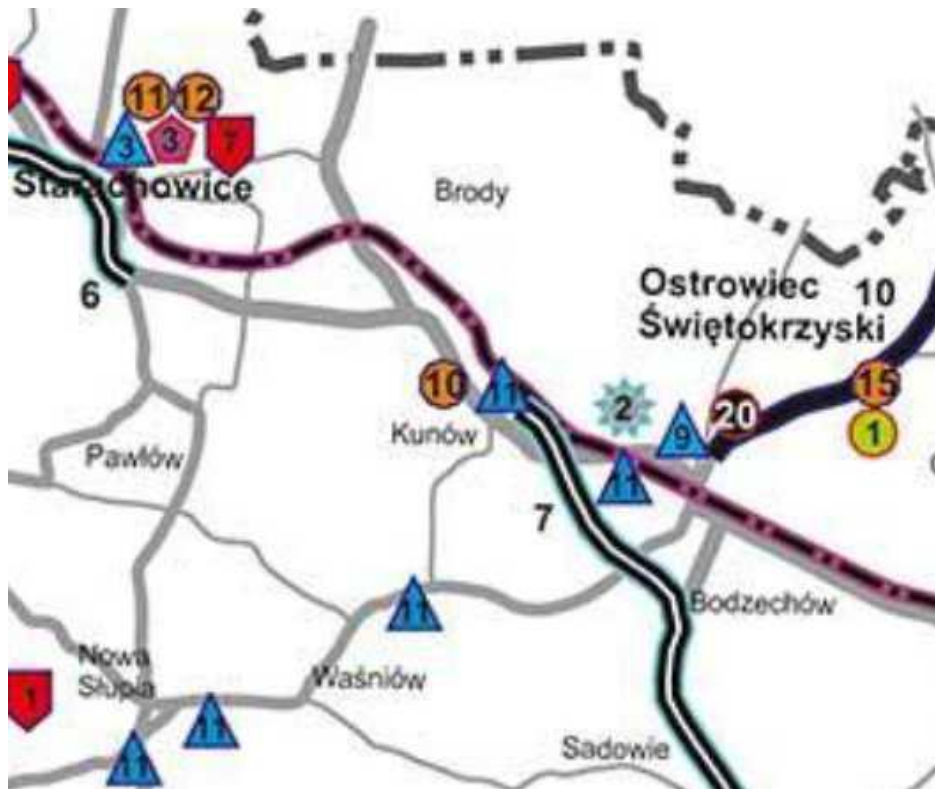 11 12
3 3 7
Starachowice
Brody
6
Ostrowiec
Świętokrzyski
10
10
11
2
9
20
15
1
Kunów
Pawłów
11
7
11
Bodzechów
Nowa
Słupia
Waśniów
1
11
11
Sadowie